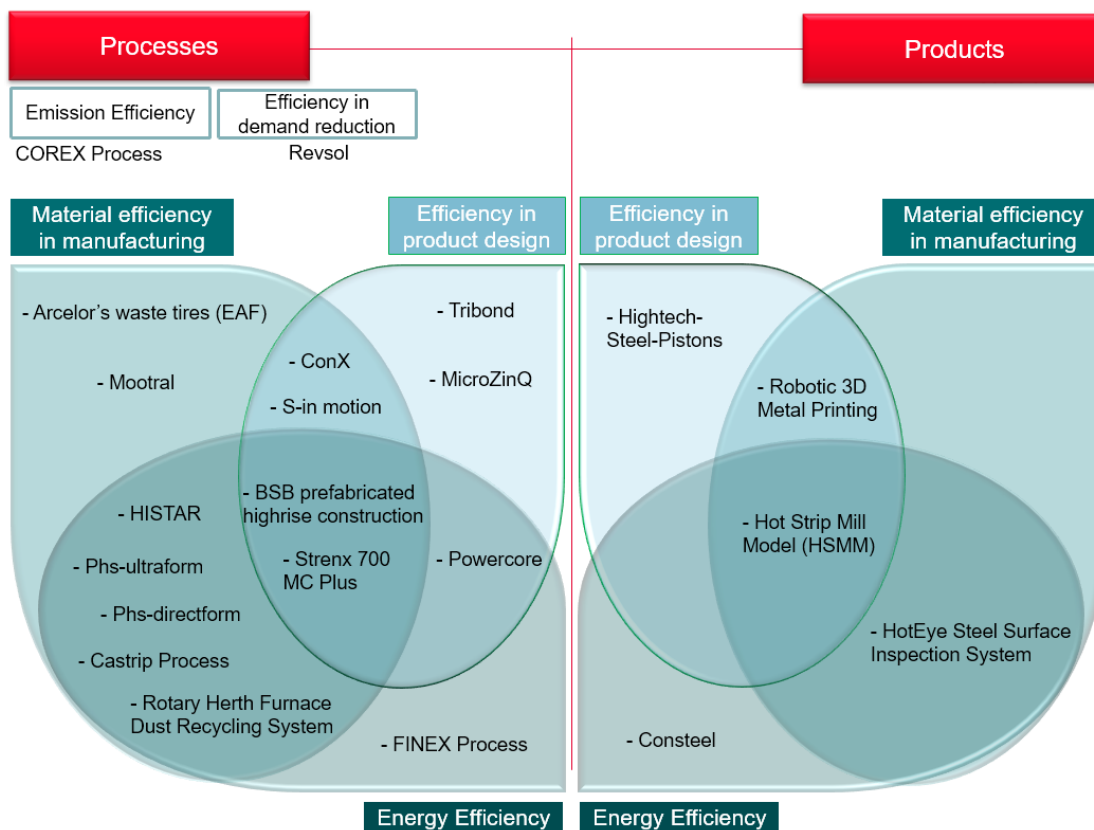 Processes
Products
Emission Efficiency
Efficiency in
demand reduction
COREX Process
Revsol
Material efficiency
in manufacturing
Efficiency in
product design
Efficiency in
product design
Material efficiency
in manufacturing
- Arcelor's waste tires (EAF)
- Mootral
- ConX
- S-in motion
- Tribond
- MicroZinQ
- HISTAR
- Phs-ultraform
- Phs-directform
- Castrip Process
- Rotary Herth Furnace
Dust Recycling System
- BSB prefabricated
highrise construction
- Strenx 700
MC Plus
- Powercore
- FINEX Process
- Hightech-
Steel-Pistons
- Robotic 3D
Metal Printing
- Hot Strip Mill
Model (HSMM)
- HotEye Steel Surface
Inspection System
- Consteel
Energy Efficiency
Energy Efficiency